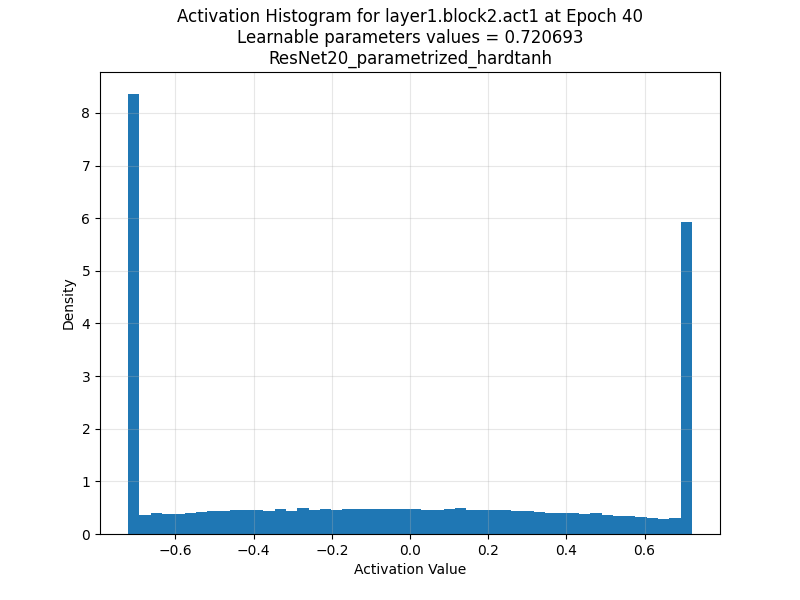 Activation Histogram for layer1.block2.act1 at Epoch 40
Learnable parameters values = 0.720693
ResNet20_parametrized_hardtanh
8
7
6
5
4
3
2
1
0
Density
−0.6 −0.4 −0.2 0.0 0.2 0.4 0.6
Activation Value